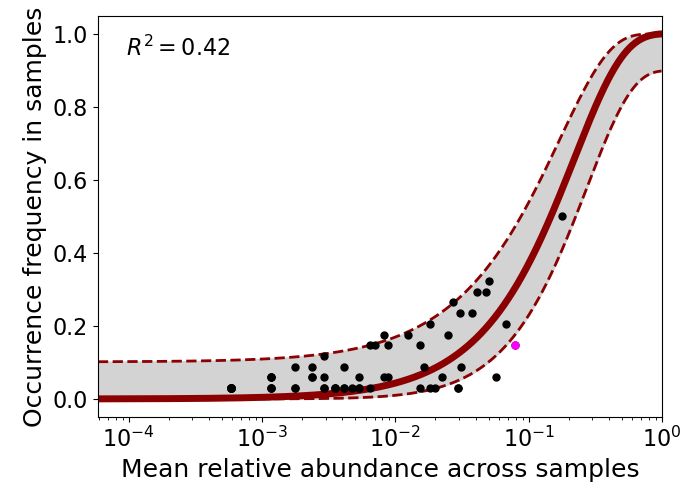 R² = 0.42
Occurrence frequency in samples
1.0
0.8
0.6
0.4
0.2
0.0
10⁻⁴ 10⁻³ 10⁻² 10⁻¹ 10⁰
Mean relative abundance across samples